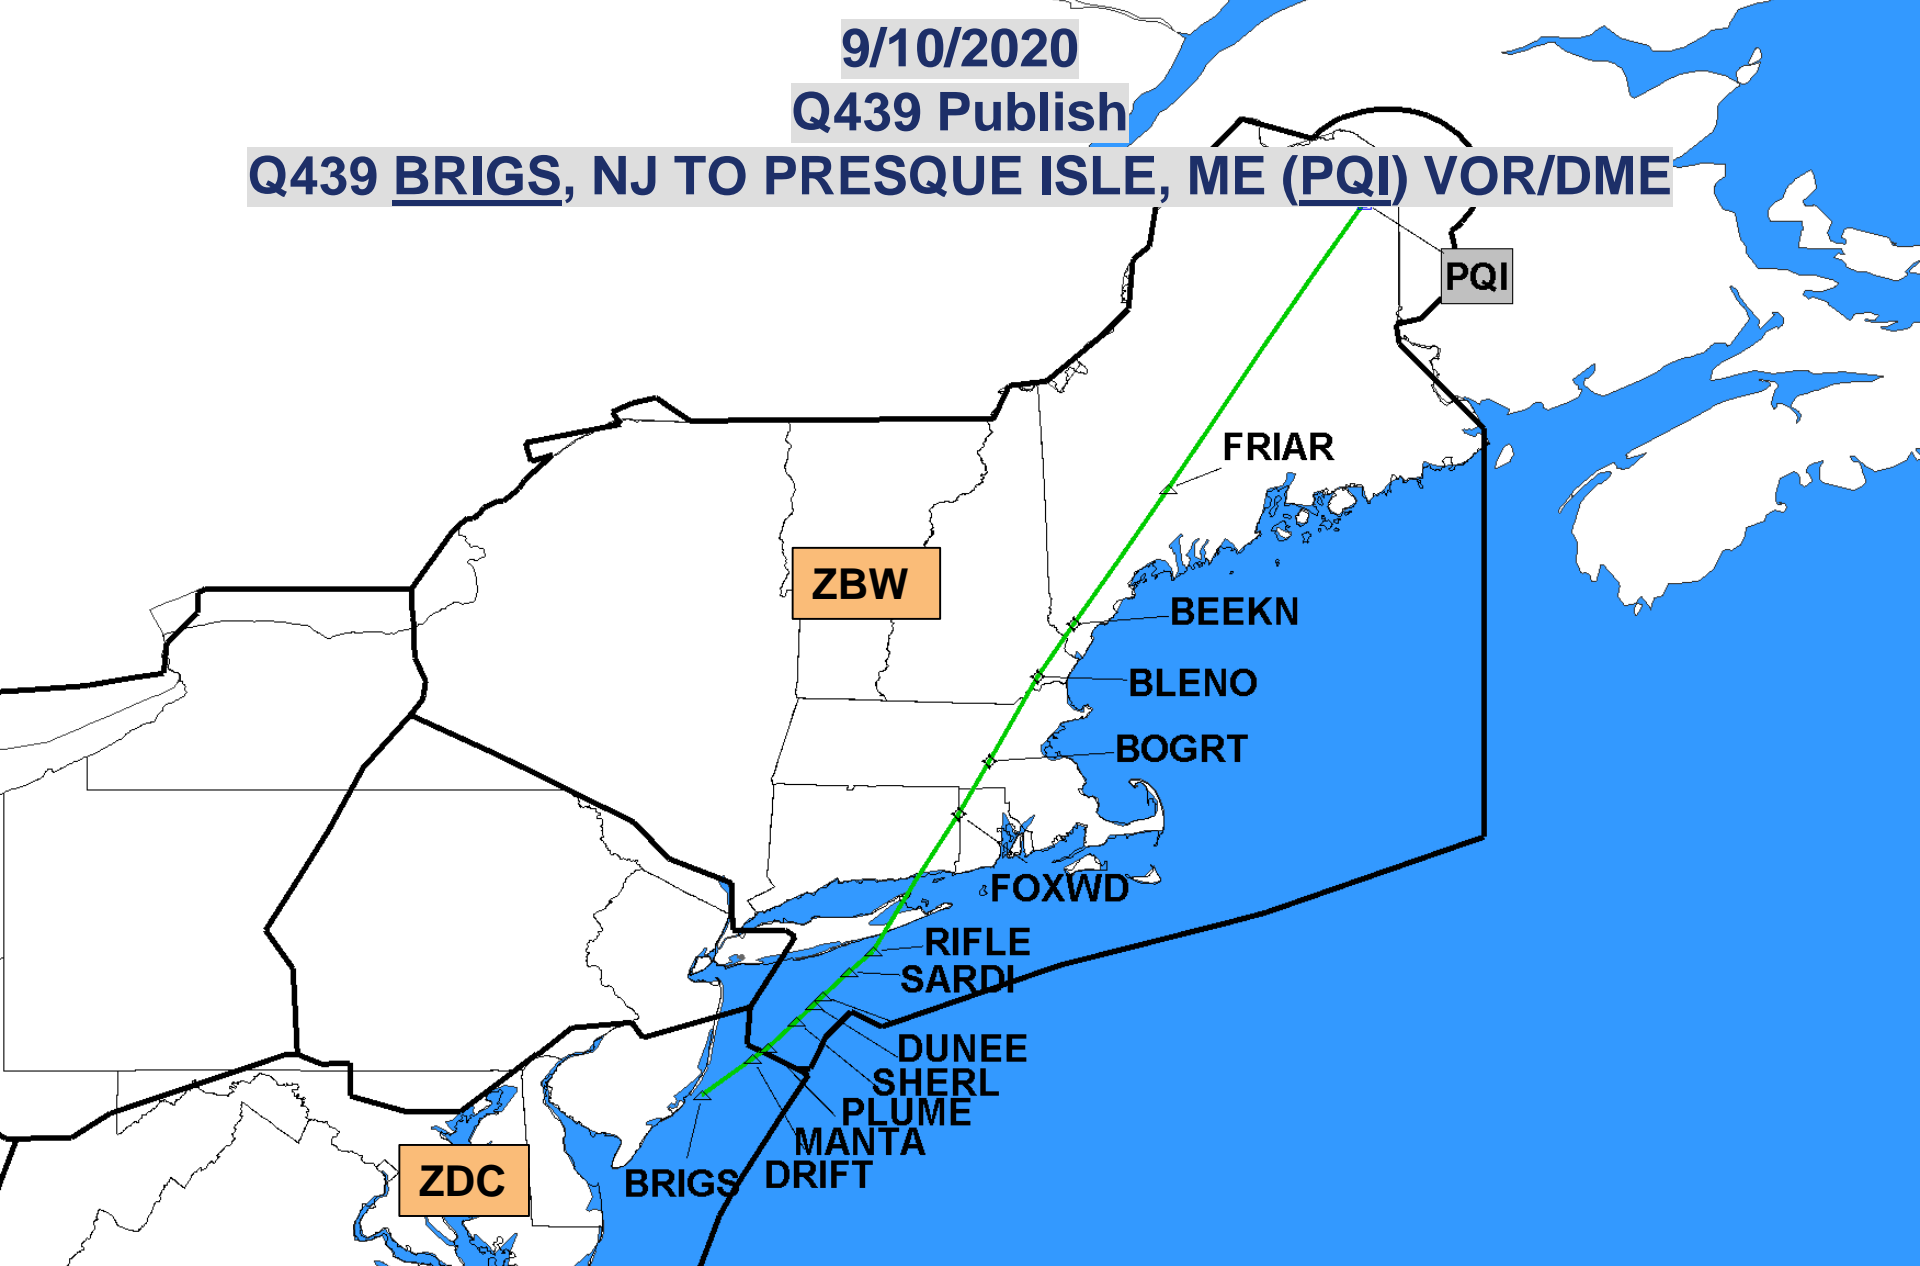 9/10/2020
Q439 Publish
Q439 BRIGS, NJ TO PRESQUE ISLE, ME (PQI) VOR/DME
PQI
FRIAR
ZBW
BEEKN
BLENO
BOGRT
FOXWD
RIFLE
SARDI
DUNEE
SHERL
PLUME
MANTA
DRIFT
BRIGS
ZDC